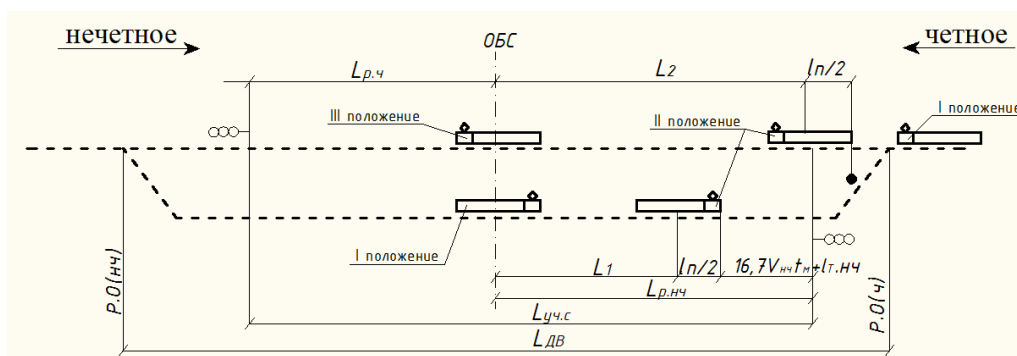 нечетное
ОБС
четное
Lр.ч
L2
lп/2
III положение
II положение
I положение
I положение
L1
lп/2
16,7Vнчtм+lт.нч
Lр.нч
Р.О(нч)
Р.О(ч)
Lуч.с
LДВ